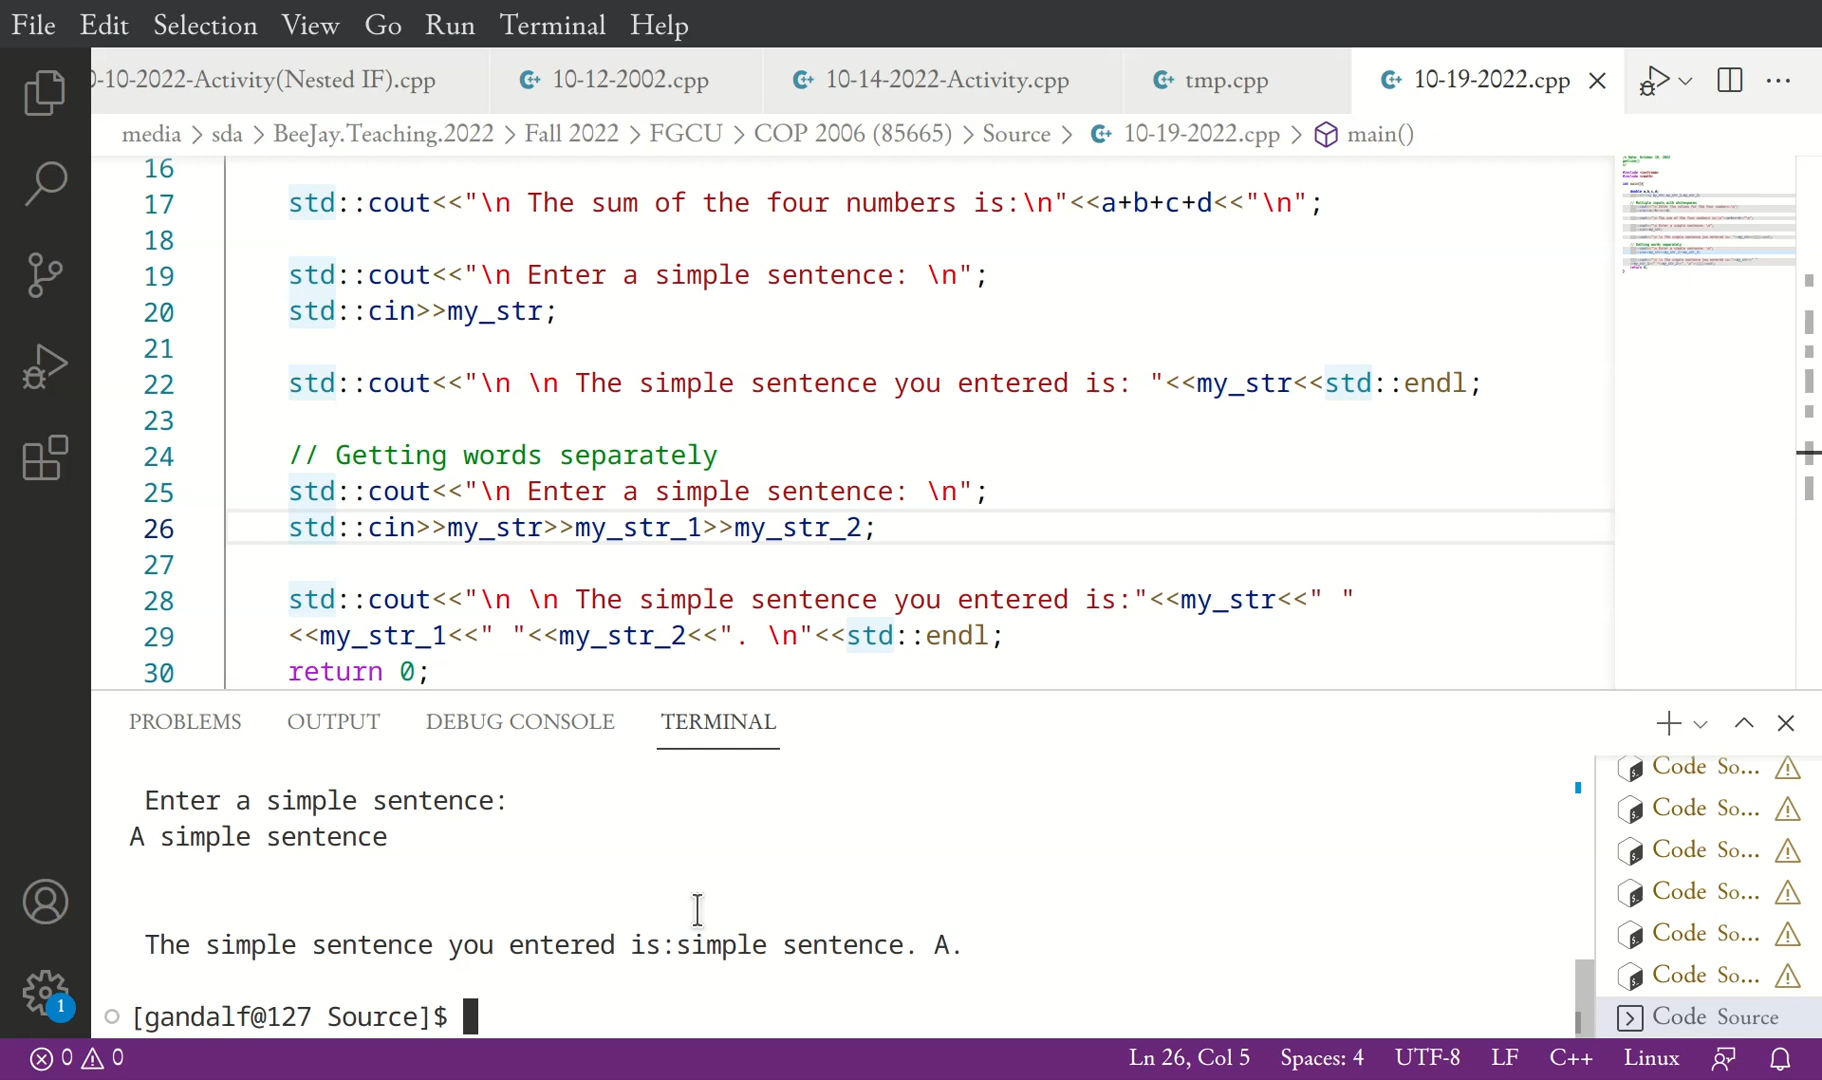 File Edit Selection View Go Run Terminal Help
0-10-2022-Activity(Nested IF).cpp 10-12-2002.cpp 10-14-2022-Activity.cpp tmp.cpp 10-19-2022.cpp
media > sda > BeeJay.Teaching.2022 > Fall 2022 > FGCU > COP 2006 (85665) > Source > 10-19-2022.cpp > main()
16
17 std::cout<<"\n The sum of the four numbers is:\n"<<a+b+c+d<<"\n";
18
19 std::cout<<"\n Enter a simple sentence: \n";
20 std::cin>>my_str;
21
22 std::cout<<"\n \n The simple sentence you entered is: "<<my_str<<std::endl;
23
24 // Getting words separately
25 std::cout<<"\n Enter a simple sentence: \n";
26 std::cin>>my_str>>my_str_1>>my_str_2;
27
28 std::cout<<"\n \n The simple sentence you entered is:"<<my_str<<" "
29 <<my_str_1<<" "<<my_str_2<<". \n"<<std::endl;
30 return 0;
PROBLEMS OUTPUT DEBUG CONSOLE TERMINAL
Enter a simple sentence:
A simple sentence
The simple sentence you entered is:simple sentence. A.
[gandalf@127 Source]$
Code So...
Code So...
Code So...
Code So...
Code So...
Code So...
Code Source
1
0 0 Ln 26, Col 5 Spaces: 4 UTF-8 LF C++ Linux